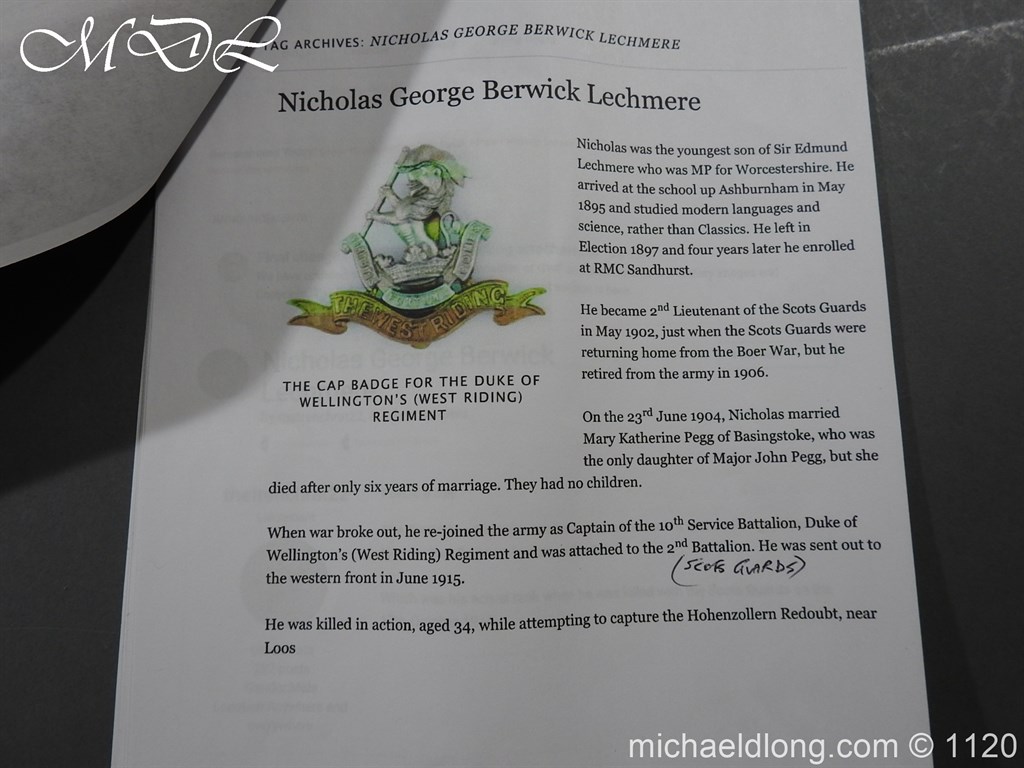 MDL
TAG ARCHIVES: NICHOLAS GEORGE BERWICK LECHMERE
Nicholas George Berwick Lechmere
THE WEST RIDING
THE CAP BADGE FOR THE DUKE OF
WELLINGTON'S (WEST RIDING)
REGIMENT
Nicholas was the youngest son of Sir Edmund
Lechmere who was MP for Worcestershire. He
arrived at the school up Ashburnham in May
1895 and studied modern languages and
science, rather than Classics. He left in
Election 1897 and four years later he enrolled
at RMC Sandhurst.
He became 2nd Lieutenant of the Scots Guards
in May 1902, just when the Scots Guards were
returning home from the Boer War, but he
retired from the army in 1906.
On the 23rd June 1904, Nicholas married
Mary Katherine Pegg of Basingstoke, who was
the only daughter of Major John Pegg, but she
died after only six years of marriage. They had no children.
When war broke out, he re-joined the army as Captain of the 10th Service Battalion, Duke of
Wellington's (West Riding) Regiment and was attached to the 2nd Battalion. He was sent out to
(SCOTS GUARDS)
the western front in June 1915.
He was killed in action, aged 34, while attempting to capture the Hohenzollern Redoubt, near
Loos
michaeldlong.com © 1120